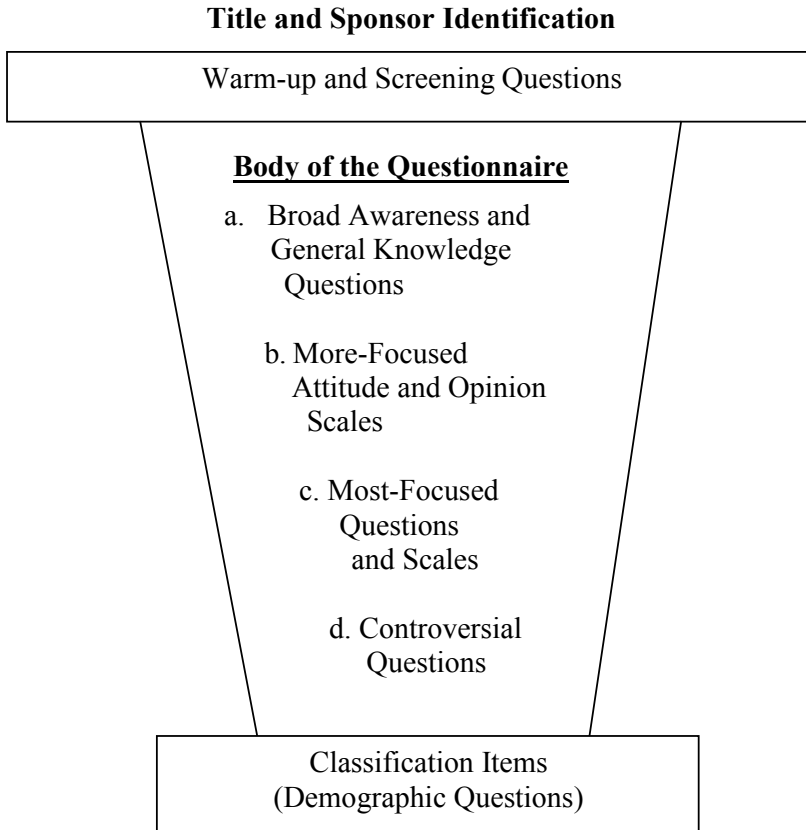 Title and Sponsor Identification
Warm-up and Screening Questions
Body of the Questionnaire
a. Broad Awareness and
General Knowledge
Questions
b. More-Focused
Attitude and Opinion
Scales
c. Most-Focused
Questions
and Scales
d. Controversial
Questions
Classification Items
(Demographic Questions)